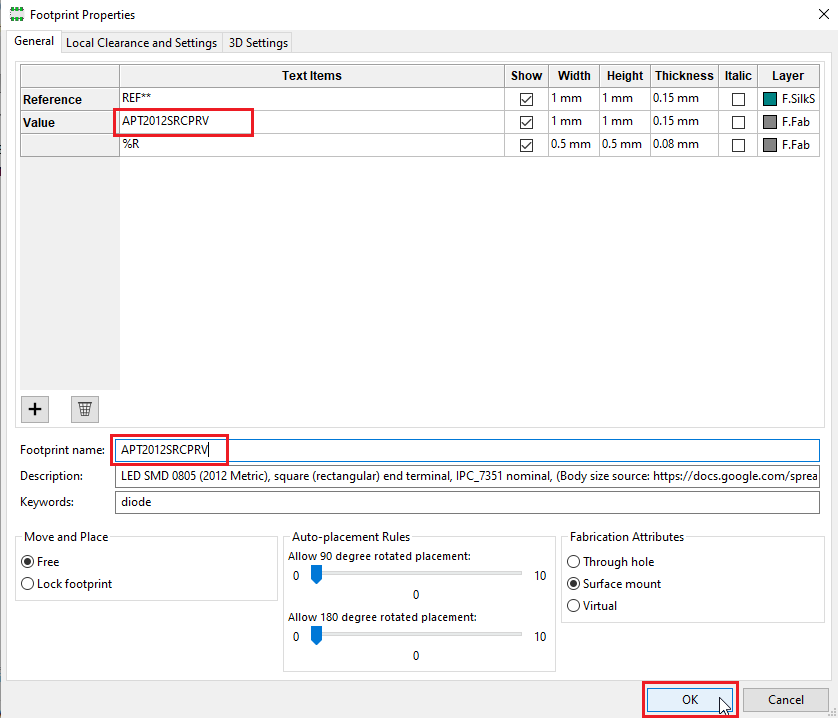 Footprint Properties
General Local Clearance and Settings 3D Settings
Text Items Show Width Height Thickness Italic Layer
Reference REF** 1 mm 1 mm 0.15 mm F.SilkS
Value APT2012SRCPRV 1 mm 1 mm 0.15 mm F.Fab
%R 0.5 mm 0.5 mm 0.08 mm F.Fab
Footprint name: APT2012SRCPRV
Description: LED SMD 0805 (2012 Metric), square (rectangular) end terminal, IPC_7351 nominal, (Body size source: https://docs.google.com/sprea
Keywords: diode
Move and Place
Free
Lock footprint
Auto-placement Rules
Allow 90 degree rotated placement:
0 10
0
Allow 180 degree rotated placement:
0 10
0
Fabrication Attributes
Through hole
Surface mount
Virtual
OK Cancel